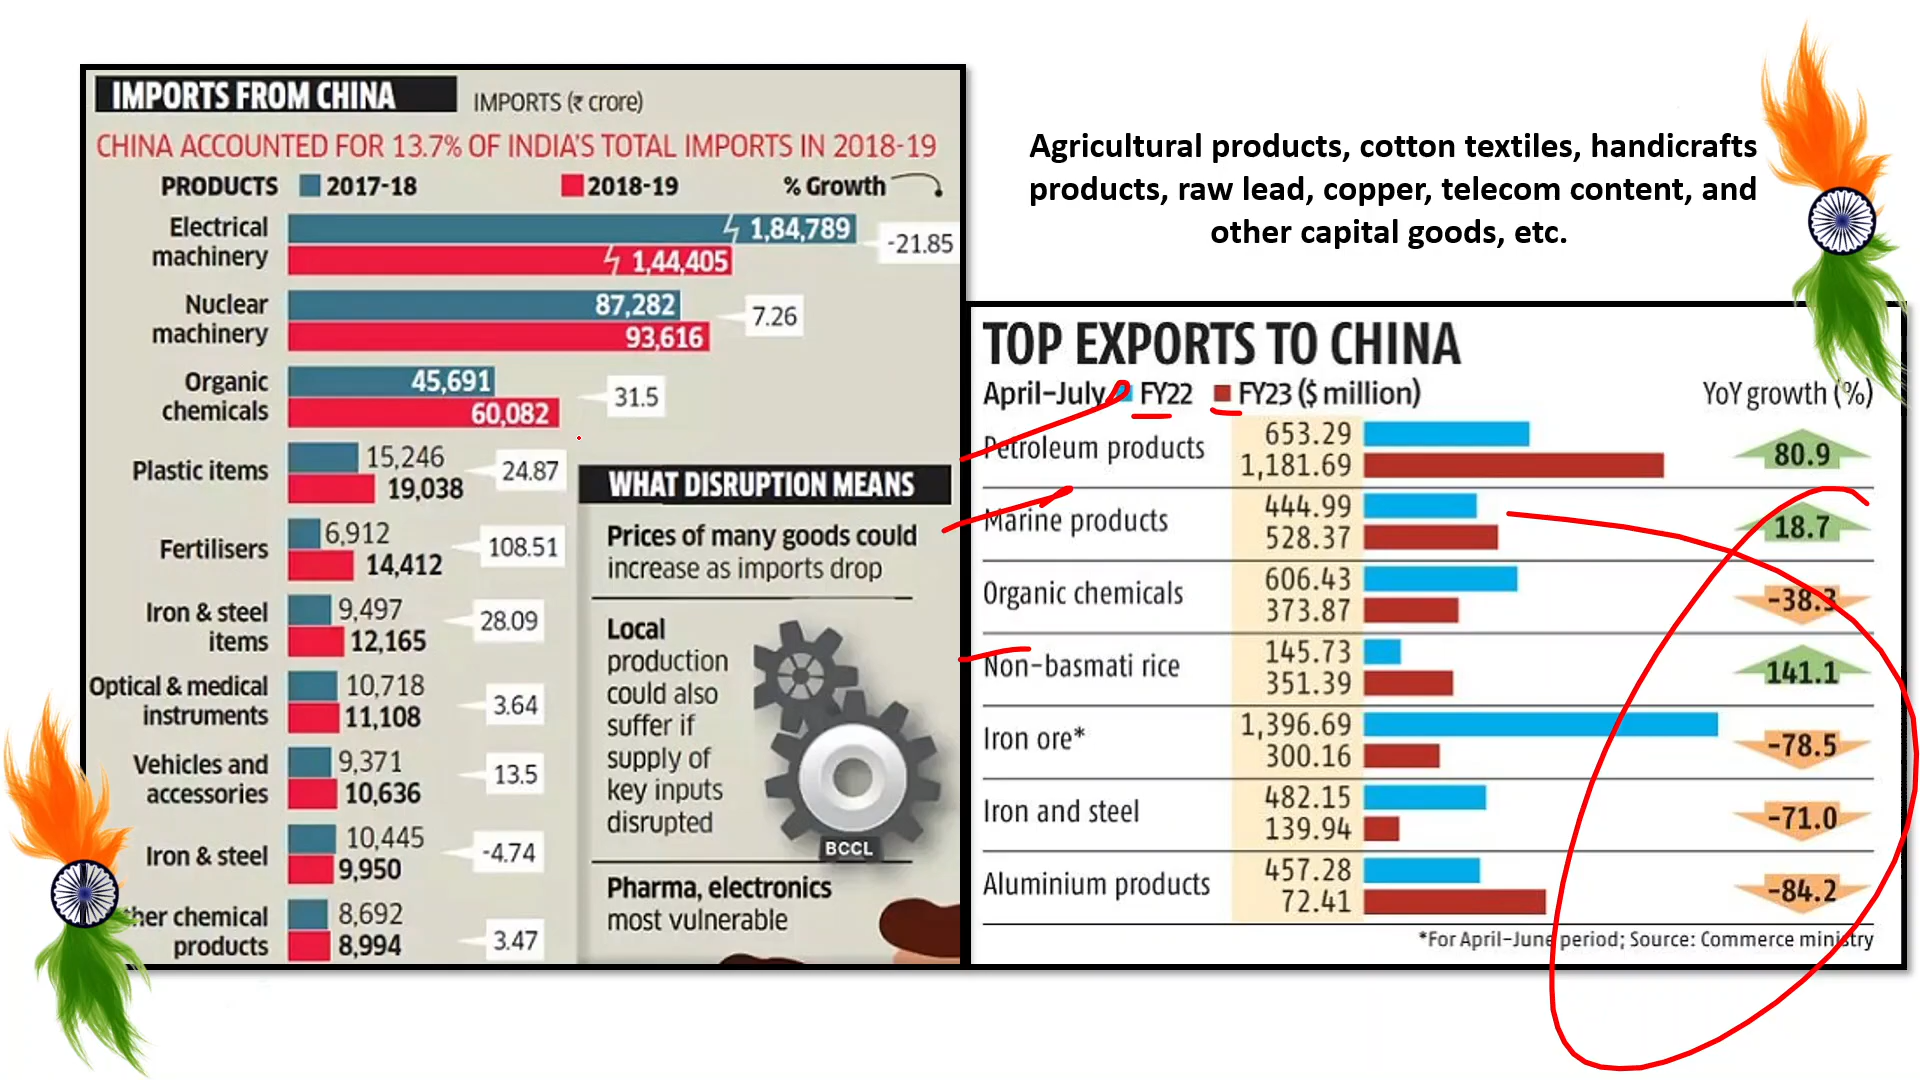 IMPORTS FROM CHINA IMPORTS (₹ crore)
CHINA ACCOUNTED FOR 13.7% OF INDIA'S TOTAL IMPORTS IN 2018-19
PRODUCTS 2017-18 2018-19 % Growth
Electrical machinery 1,84,789 1,44,405 -21.85
Nuclear machinery 87,282 93,616 7.26
Organic chemicals 45,691 60,082 31.5
Plastic items 15,246 19,038 24.87
Fertilisers 6,912 14,412 108.51
Iron & steel items 9,497 12,165 28.09
Optical & medical instruments 10,718 11,108 3.64
Vehicles and accessories 9,371 10,636 13.5
Iron & steel 10,445 9,950 -4.74
ther chemical products 8,692 8,994 3.47
WHAT DISRUPTION MEANS
Prices of many goods could
increase as imports drop
Local
production
could also
suffer if
supply of
key inputs
disrupted
BCCL
Pharma, electronics
most vulnerable
Agricultural products, cotton textiles, handicrafts
products, raw lead, copper, telecom content, and
other capital goods, etc.
TOP EXPORTS TO CHINA
April-July FY22 FY23 ($ million) YoY growth (%)
Petroleum products 653.29 1,181.69 80.9
Marine products 444.99 528.37 18.7
Organic chemicals 606.43 373.87 -38.3
Non-basmati rice 145.73 351.39 141.1
Iron ore* 1,396.69 300.16 -78.5
Iron and steel 482.15 139.94 -71.0
Aluminium products 457.28 72.41 -84.2
*For April-June period; Source: Commerce ministry